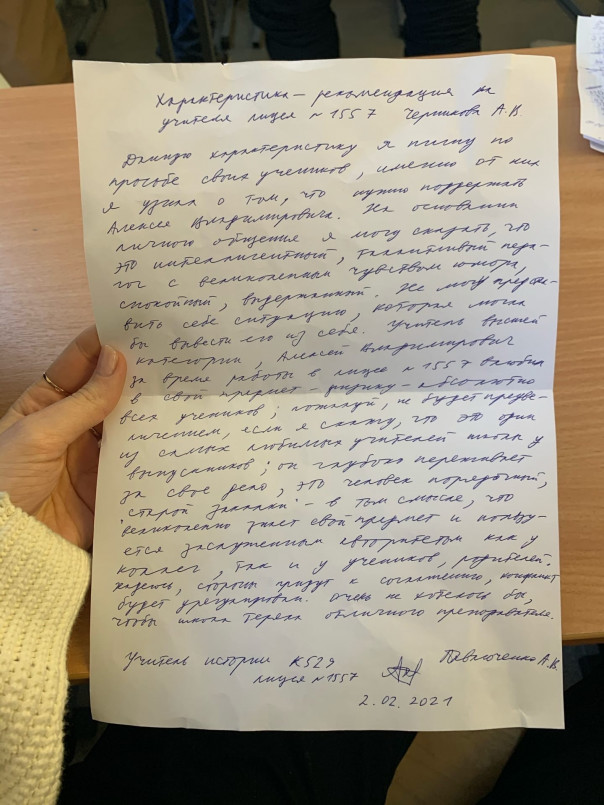 Характеристика – рекомендация на
учителя лицея № 1557 Черникова А.В.
Данную характеристику я пишу по
просьбе своих учеников, именно от них
я узнала о том, что нужно поддержать
Алексея Владимировича. На основании
личного общения я могу сказать, что
это интеллигентный, талантливый педа-
гог с великолепным чувством юмора,
спокойный, выдержанный. Не могу предста-
вить себе ситуацию, которая могла
бы вывести его из себя. Учитель высшей
категории, Алексей Владимирович
за время работы в лицее № 1557 влюбил
в свой предмет – физику – абсолютно
всех учеников; пожалуй, не будет преуве-
личением, если я скажу, что это один
из самых любимых учителей школы у
выпускников; он глубоко переживает
за свое дело, это человек порядочный,
"старой закалки" – в том смысле, что
великолепно знает свой предмет и пользу-
ется заслуженным авторитетом как у
коллег, так и у учеников, родителей.
Надеюсь, стороны придут к соглашению, конфликт
будет урегулирован. Очень не хотелось бы,
чтобы школа теряла отличного преподавателя.
Учитель истории К529
лицея № 1557
А.В.
2.02.2021